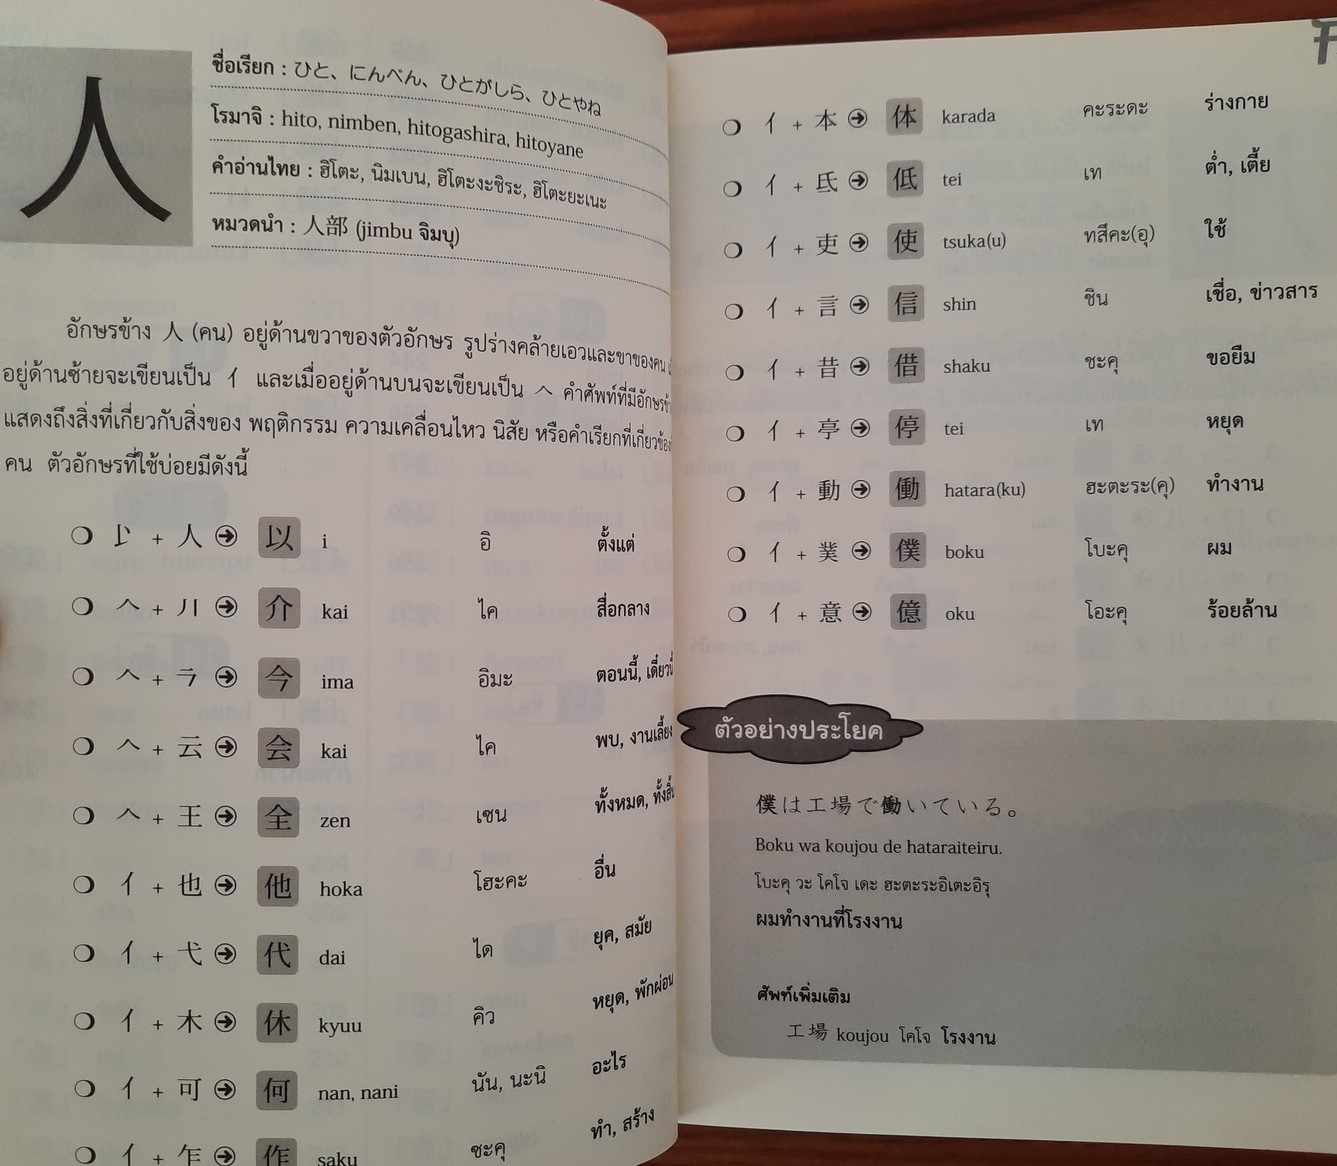 人
ชื่อเรียก : ひと、にんべん、ひとがしら、ひとやね
โรมาจิ : hito, nimben, hitogashira, hitoyane
คำอ่านไทย : ฮิโตะ, นิมเบน, ฮิโตะงะชิระ, ฮิโตะยะเนะ
หมวดนำ : 人部 (jimbu จิมบุ)
อักษรข้าง 人 (คน) อยู่ด้านขวาของตัวอักษร รูปร่างคล้ายเอวและขาของคน
อยู่ด้านซ้ายจะเขียนเป็น亻 และเมื่ออยู่ด้านบนจะเขียนเป็น 𠆢 คำศัพท์ที่มีอักษรข้
แสดงถึงสิ่งที่เกี่ยวกับสิ่งของ พฤติกรรม ความเคลื่อนไหว นิสัย หรือคำเรียกที่เกี่ยวข้อง
คน ตัวอักษรที่ใช้บ่อยมีดังนี้
+ 人 → 以 i อิ ตั้งแต่
𠆢 + → 介 kai ไค สื่อกลาง
𠆢 + → 今 ima อิมะ ตอนนี้, เดี๋ยวนี้
𠆢 + 云 → 会 kai ไค พบ, งานเลี้ยง
𠆢 + 王 → 全 zen เซน ทั้งหมด, ทั้งสิ้น
亻 + 也 → 他 hoka โฮะคะ อื่น
亻 + 弋 → 代 dai ได ยุค, สมัย
亻 + 木 → 休 kyuu คิว หยุด, พักผ่อน
亻 + 可 → 何 nan, nani นัน, นะนิ อะไร
亻 + 乍 → 作 saku ซะคุ ทำ, สร้าง
亻 + 本 → 体 karada คะระดะ ร่างกาย
亻 + 氐 → 低 tei เท ต่ำ, เตี้ย
亻 + 吏 → 使 tsuka(u) ทสึคะ(อุ) ใช้
亻 + 言 → 信 shin ชิน เชื่อ, ข่าวสาร
亻 + 昔 → 借 shaku ชะคุ ขอยืม
亻 + 亭 → 停 tei เท หยุด
亻 + 動 → 働 hatara(ku) ฮะตะระ(คุ) ทำงาน
亻 + 菐 → 僕 boku โบะคุ ผม
亻 + 意 → 億 oku โอะคุ ร้อยล้าน
ตัวอย่างประโยค
僕は工場で働いている。
Boku wa koujou de hataraiteiru.
โบะคุ วะ โคโจ เดะ ฮะตะระอิเตะอิรุ
ผมทำงานที่โรงงาน
ศัพท์เพิ่มเติม
工場 koujou โคโจ โรงงาน